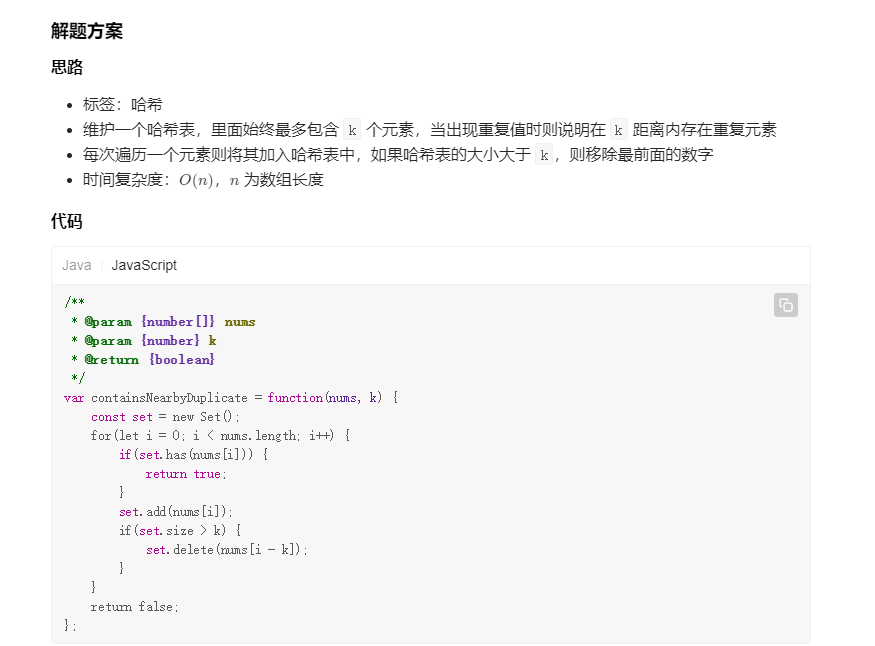 解题方案
思路
• 标签：哈希
• 维护一个哈希表，里面始终最多包含 k 个元素，当出现重复值时则说明在 k 距离内存在重复元素
• 每次遍历一个元素则将其加入哈希表中，如果哈希表的大小大于 k，则移除最前面的数字
• 时间复杂度：O(n)，n 为数组长度
代码
Java | JavaScript
/**
 * @param {number[]} nums
 * @param {number} k
 * @return {boolean}
 */
var containsNearbyDuplicate = function(nums, k) {
    const set = new Set();
    for(let i = 0; i < nums.length; i++) {
        if(set.has(nums[i])) {
            return true;
        }
        set.add(nums[i]);
        if(set.size > k) {
            set.delete(nums[i - k]);
        }
    }
    return false;
};